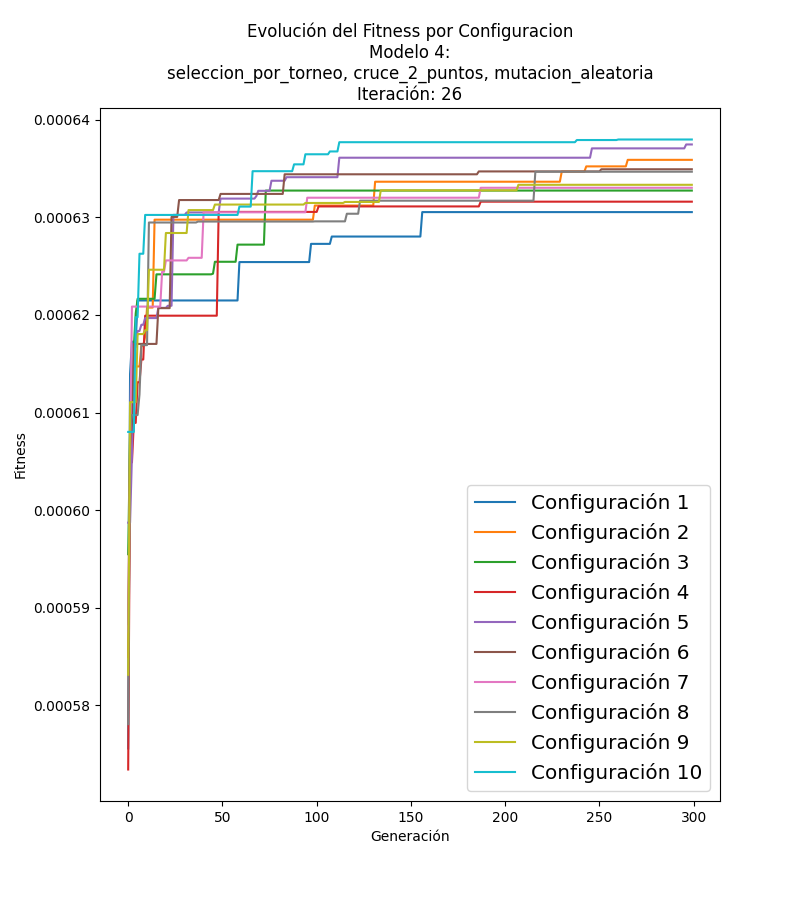 Evolución del Fitness por Configuracion
Modelo 4:
seleccion_por_torneo, cruce_2_puntos, mutacion_aleatoria
Iteración: 26
0.00064
0.00063
0.00062
0.00061
0.00060
0.00059
0.00058
Fitness
Configuración 1
Configuración 2
Configuración 3
Configuración 4
Configuración 5
Configuración 6
Configuración 7
Configuración 8
Configuración 9
Configuración 10
0 50 100 150 200 250 300
Generación